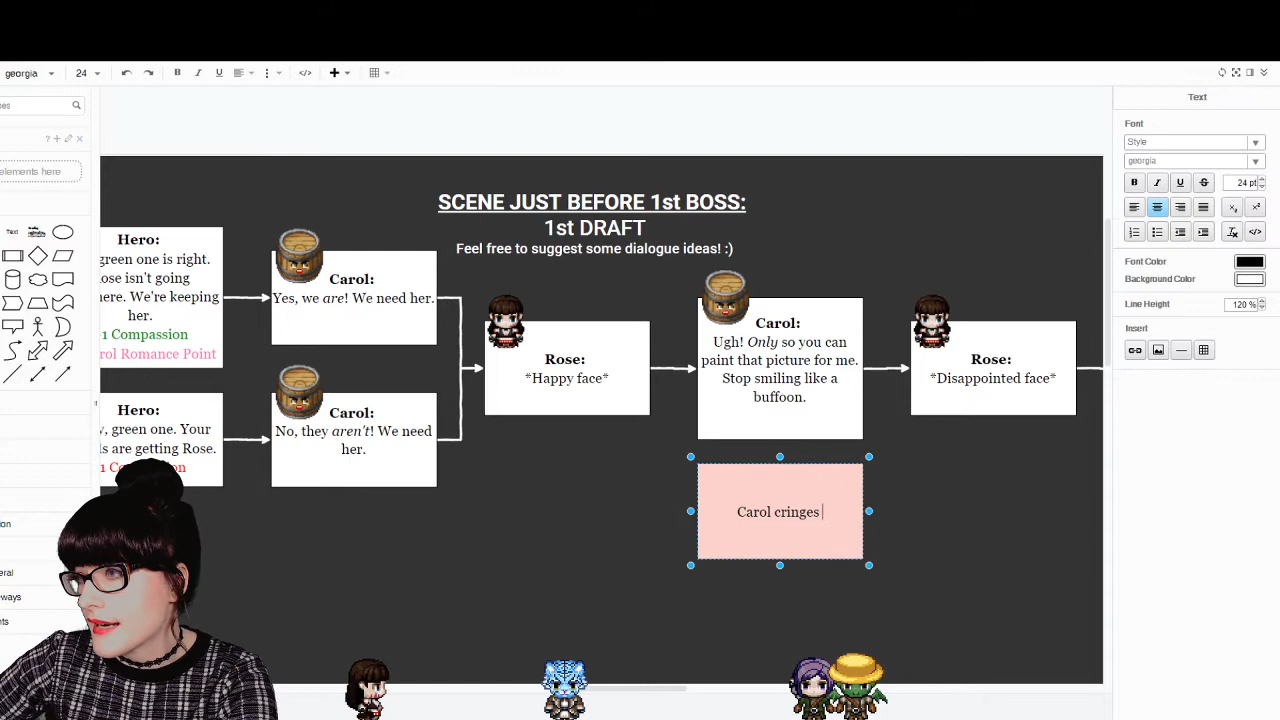 georgia
24
B I U
</>
SCENE JUST BEFORE 1st BOSS:
1st DRAFT
Feel free to suggest some dialogue ideas! :)
elements here
Text
Hero:
green one is right.
isn't going
here. We're keeping
her.
1 Compassion
Romance Point
Carol:
Yes, we are! We need her.
Hero:
green one. Your
are getting Rose.
Carol:
No, they aren't! We need
her.
Rose:
*Happy face*
Carol:
Ugh! Only so you can
paint that picture for me.
Stop smiling like a
buffoon.
Rose:
*Disappointed face*
Carol cringes
Text
Font
Style
georgia
B I U S
24 pt
Font Color
Background Color
Line Height
120 %
Insert